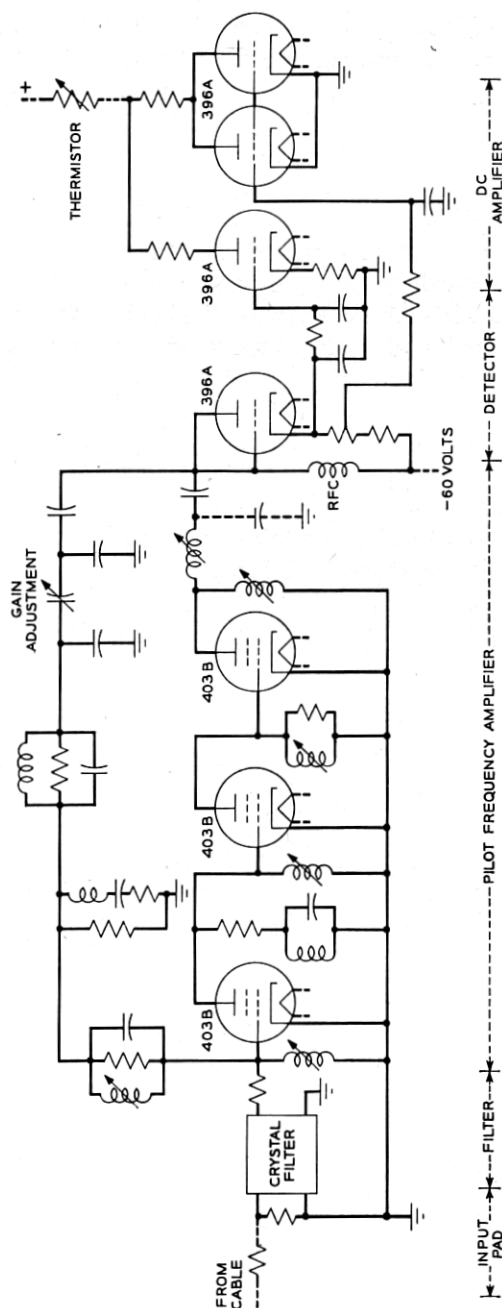 FROM
CABLE
CRYSTAL
FILTER
403B
403B
403B
GAIN
ADJUSTMENT
RFC
-60 VOLTS
396A
396A
396A
THERMISTOR
+
INPUT
PAD
FILTER
PILOT FREQUENCY AMPLIFIER
DETECTOR
DC
AMPLIFIER